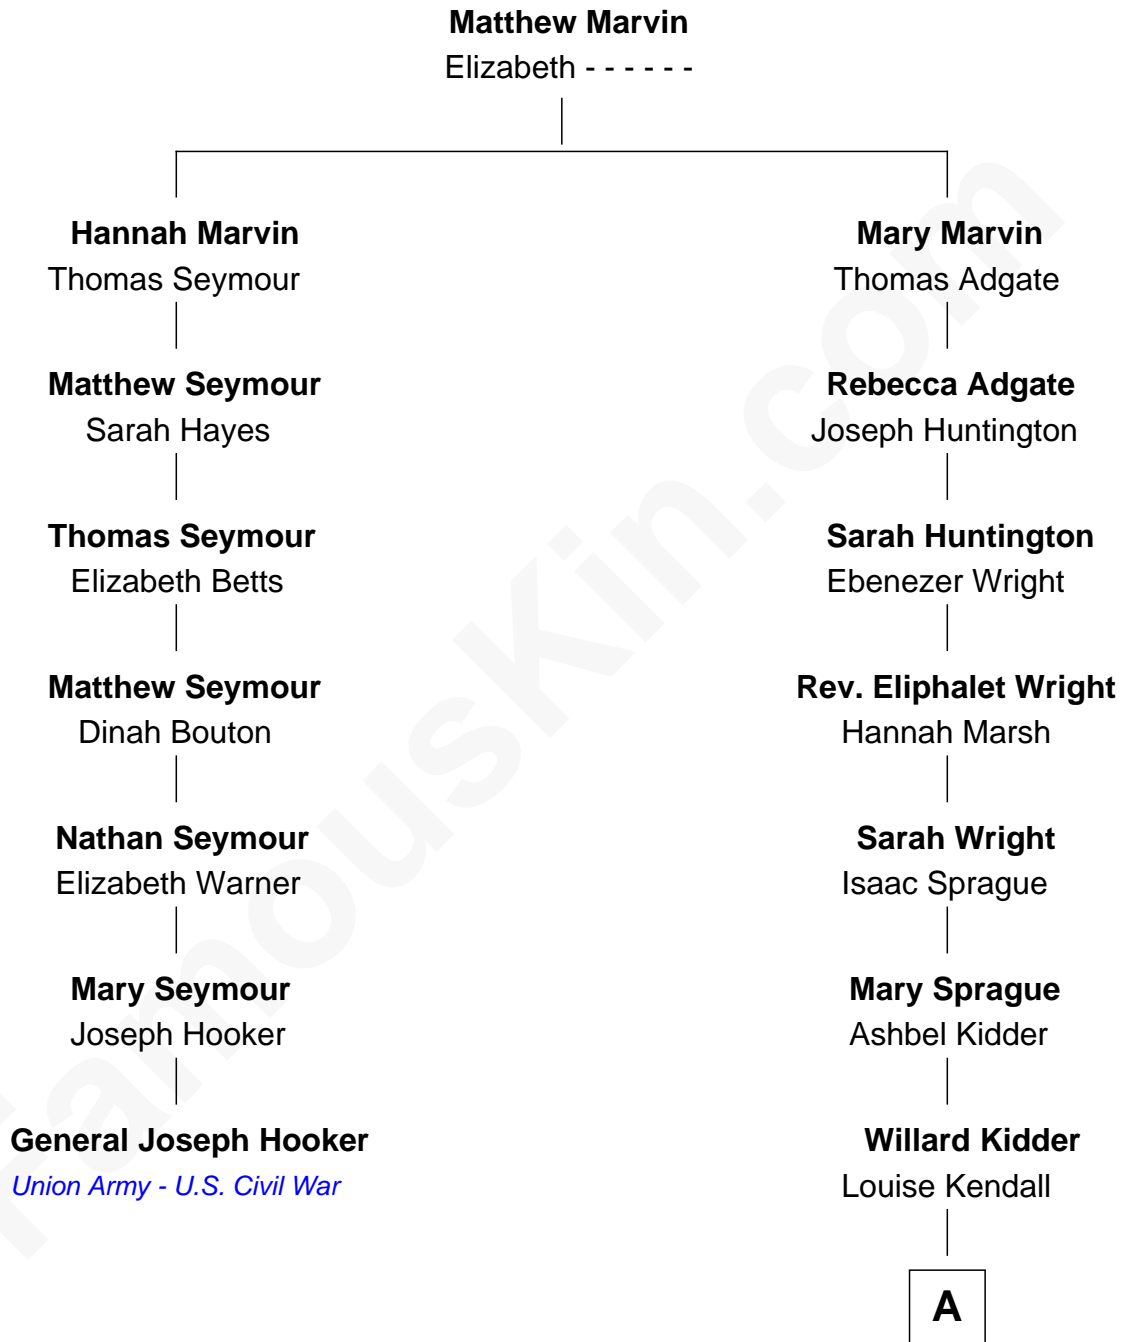 Matthew Marvin
Elizabeth - - - - - -
Hannah Marvin
Thomas Seymour
Mary Marvin
Thomas Adgate
Matthew Seymour
Sarah Hayes
Rebecca Adgate
Joseph Huntington
Thomas Seymour
Elizabeth Betts
Sarah Huntington
Ebenezer Wright
Matthew Seymour
Dinah Bouton
Rev. Eliphalet Wright
Hannah Marsh
Nathan Seymour
Elizabeth Warner
Sarah Wright
Isaac Sprague
Mary Seymour
Joseph Hooker
Mary Sprague
Ashbel Kidder
General Joseph Hooker
Union Army - U.S. Civil War
Willard Kidder
Louise Kendall
A
FamousKin.com